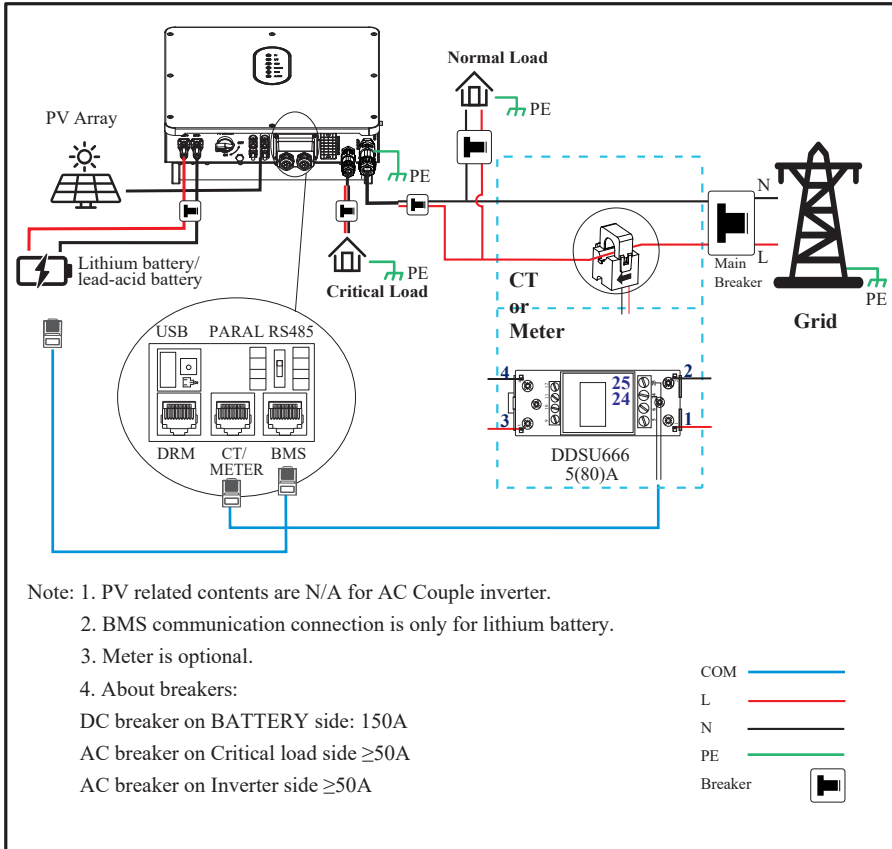 Normal Load
PE
PV Array
PE
N
L
Main
Breaker
PE
Grid
Lithium battery/
lead-acid battery
PE
Critical Load
CT
or
Meter
USB PARAL RS485
DRM CT/ BMS
METER
4 25 2
24
3 1
DDSU666
5(80)A
Note: 1. PV related contents are N/A for AC Couple inverter.
2. BMS communication connection is only for lithium battery.
3. Meter is optional.
4. About breakers:
DC breaker on BATTERY side: 150A
AC breaker on Critical load side ≥50A
AC breaker on Inverter side ≥50A
COM
L
N
PE
Breaker